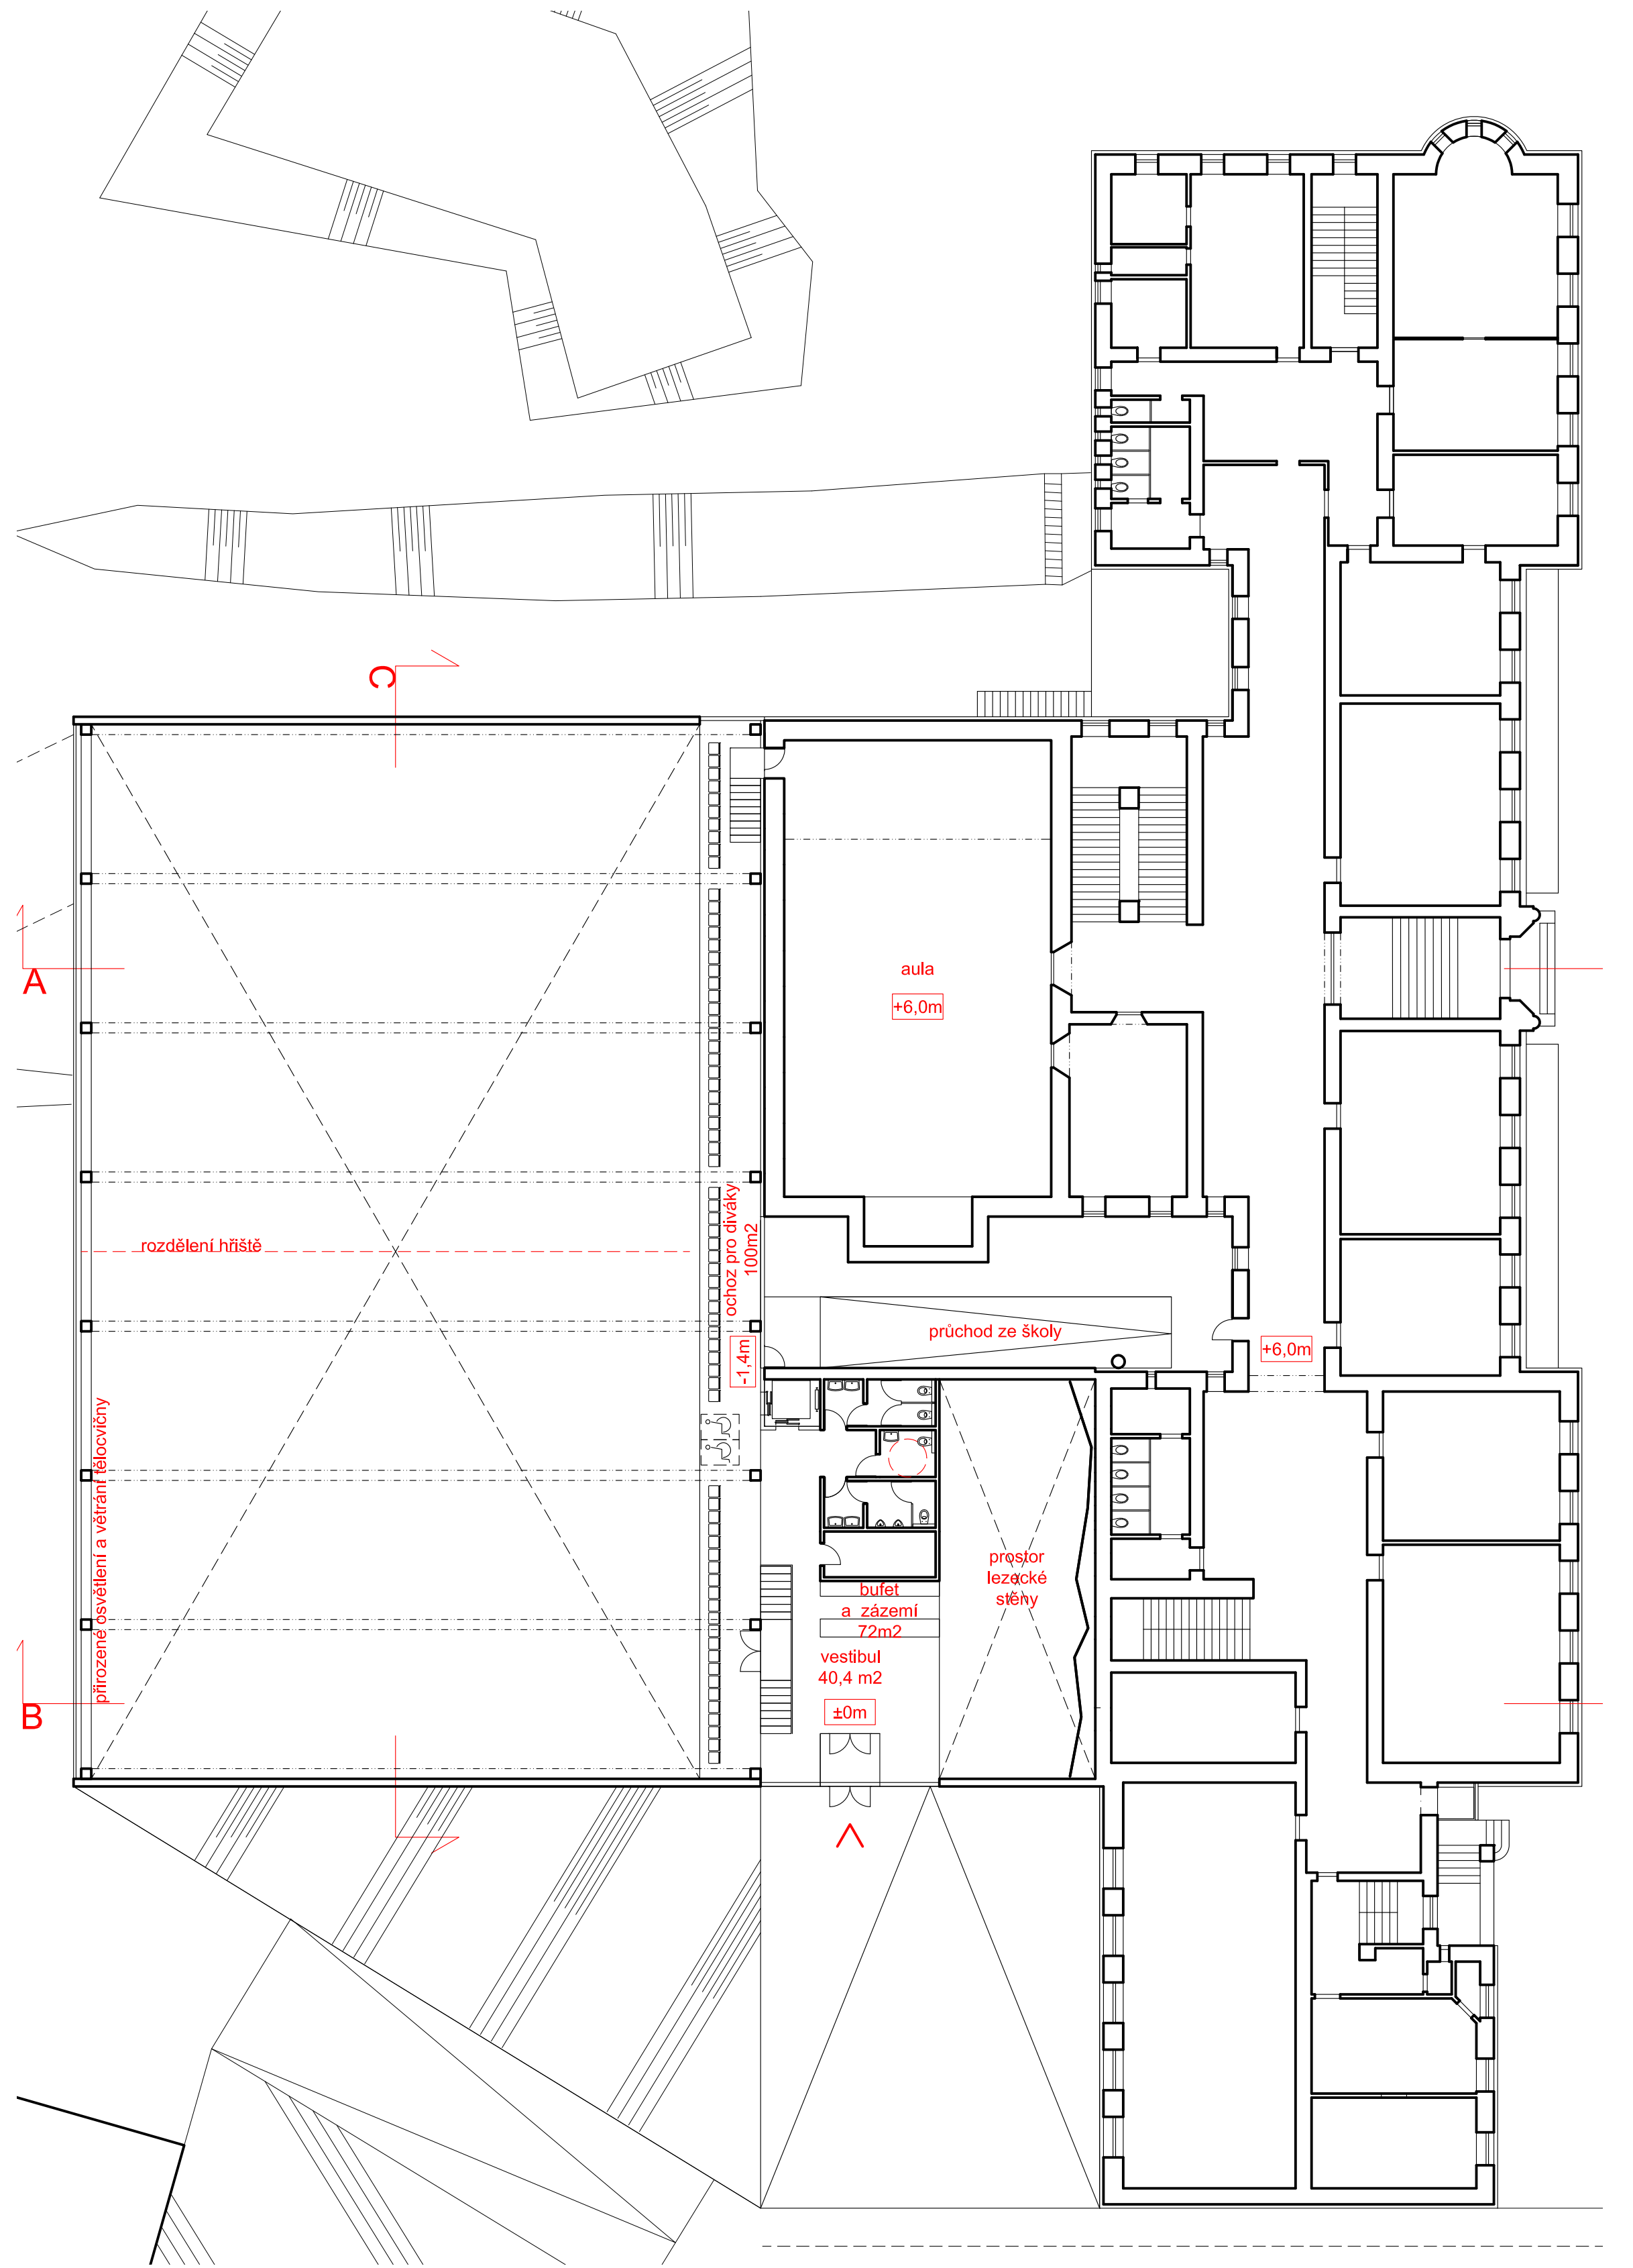 C
A
aula
+6,0m
rozdělení hřiště
ochoz pro diváky
100m2
-1,4m
průchod ze školy
+6,0m
přirozené osvětlení a větrání tělocvičny
prostor
lezecké
stěny
bufet
a zázemí
72m2
vestibul
40,4 m2
±0m
B